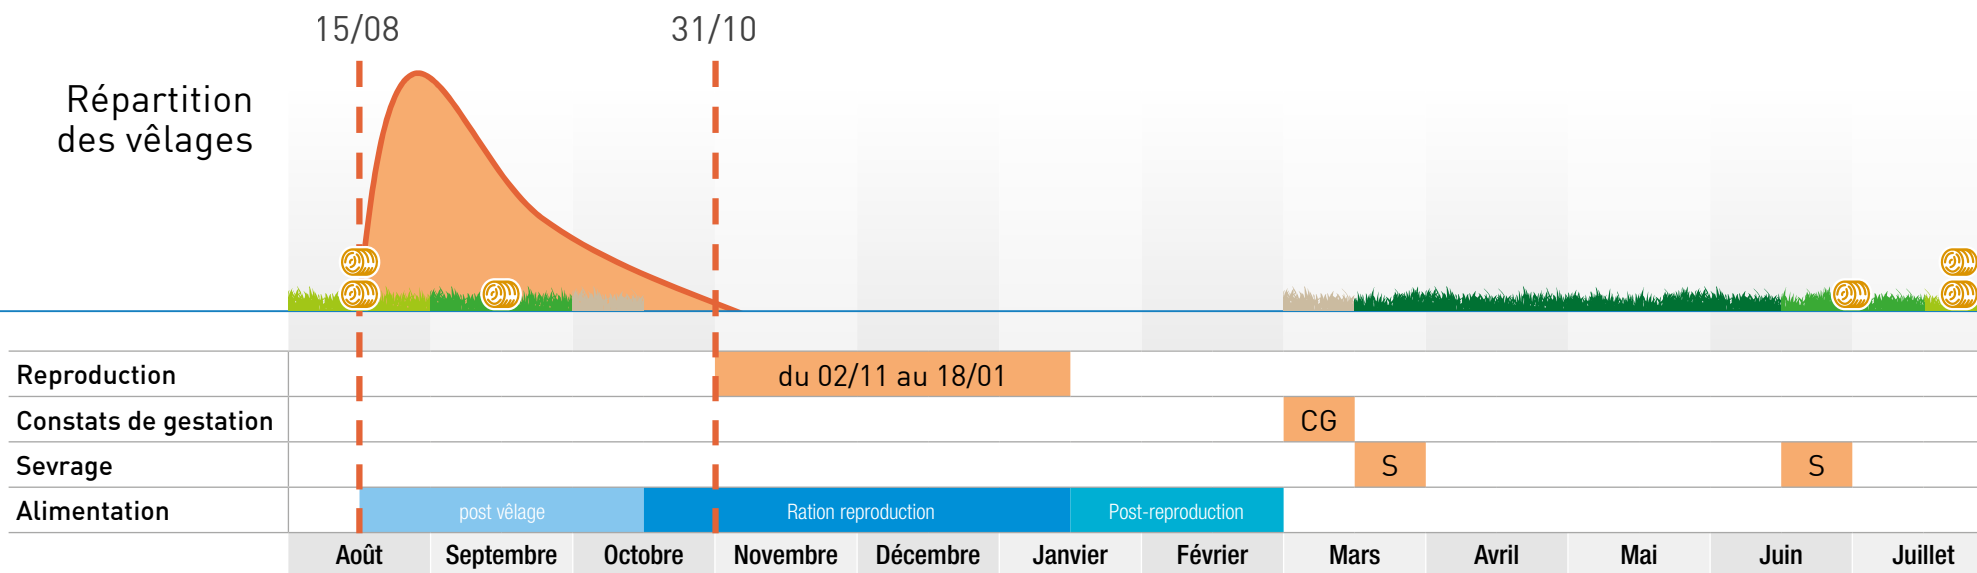 15/08
31/10
Répartition
des vêlages
Reproduction
du 02/11 au 18/01
Constats de gestation
CG
Sevrage
S
S
Alimentation
post vêlage
Ration reproduction
Post-reproduction
Août
Septembre
Octobre
Novembre
Décembre
Janvier
Février
Mars
Avril
Mai
Juin
Juillet